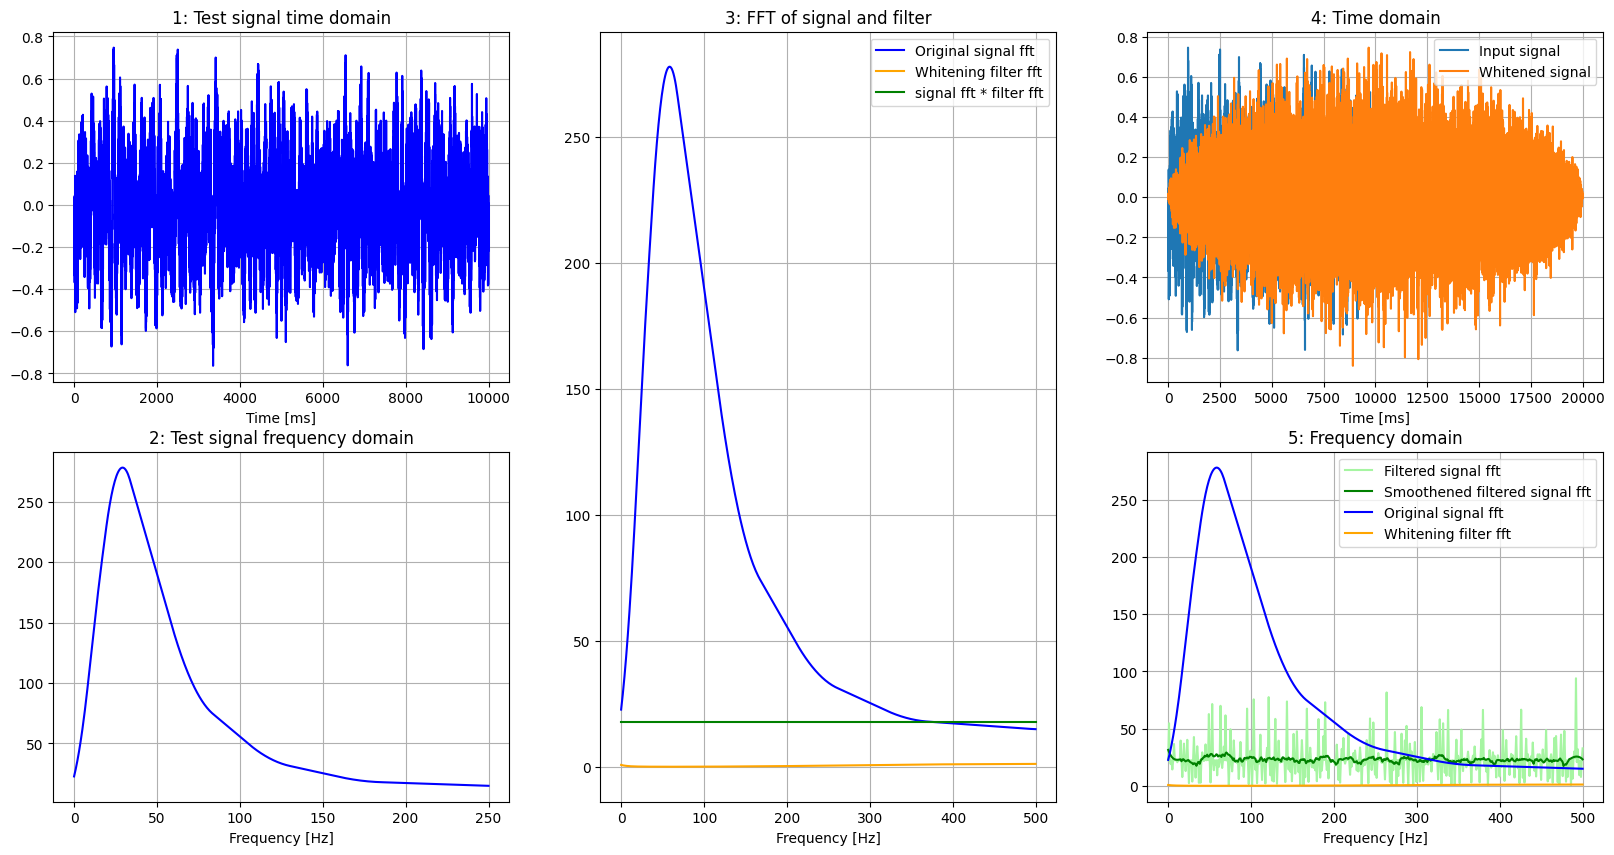 1: Test signal time domain
0.8
0.6
0.4
0.2
0.0
−0.2
−0.4
−0.6
−0.8
0 2000 4000 6000 8000 10000
Time [ms]
2: Test signal frequency domain
250
200
150
100
50
0 50 100 150 200 250
Frequency [Hz]
3: FFT of signal and filter
Original signal fft
Whitening filter fft
signal fft * filter fft
250
200
150
100
50
0
0 100 200 300 400 500
Frequency [Hz]
4: Time domain
Input signal
Whitened signal
0.8
0.6
0.4
0.2
0.0
−0.2
−0.4
−0.6
−0.8
0 2500 5000 7500 10000 12500 15000 17500 20000
Time [ms]
5: Frequency domain
Filtered signal fft
Smoothened filtered signal fft
Original signal fft
Whitening filter fft
250
200
150
100
50
0
0 100 200 300 400 500
Frequency [Hz]